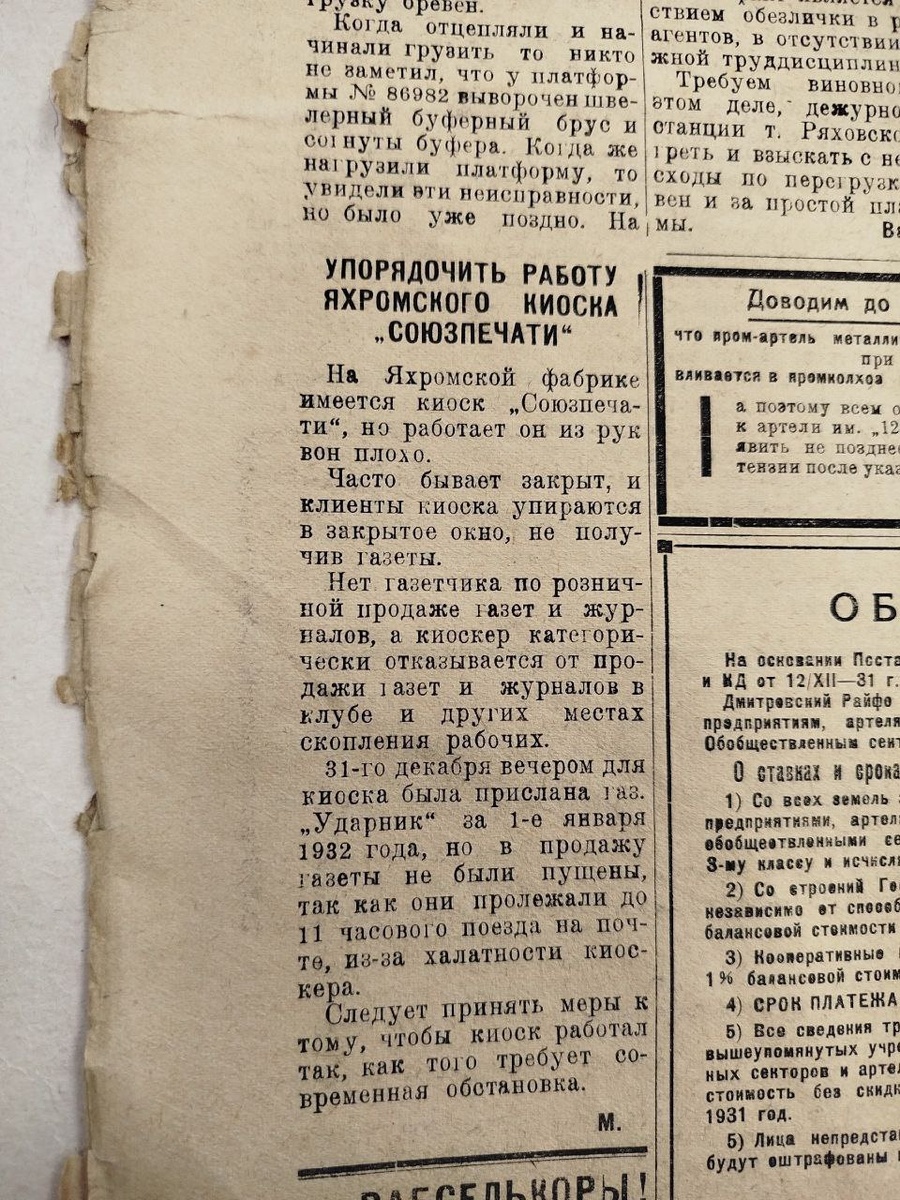 грузку бревен.
Когда отцепляли и на-
чинали грузить то никто
не заметил, что у платфор-
мы № 86982 выворочен шве-
лерный буферный брус и
согнуты буфера. Когда же
нагрузили платформу, то
увидели эти неисправности,
но было уже поздно. На
ствием обезлички в р
агентов, в отсутствии
жной труддисциплин
Требуем виновно
этом деле, дежурно
станции т. Ряховско
греть и взыскать с не
сходы по перегрузк
вен и за простой пла
мы.
Ва
УПОРЯДОЧИТЬ РАБОТУ
ЯХРОМСКОГО КИОСКА
„СОЮЗПЕЧАТИ“
На Яхромской фабрике
имеется киоск „Союзпеча-
ти“, но работает он из рук
вон плохо.
Часто бывает закрыт, и
клиенты киоска упираются
в закрытое окно, не полу-
чив газеты.
Нет газетчика по рознич-
ной продаже газет и жур-
налов, а киоскер категори-
чески отказывается от про-
дажи газет и журналов в
клубе и других местах
скопления рабочих.
31-го декабря вечером для
киоска была прислана газ.
„Ударник“ за 1-е января
1932 года, но в продажу
газеты не были пущены,
так как они пролежали до
11 часового поезда на поч-
те, из-за халатности киос-
кера.
Следует принять меры к
тому, чтобы киоск работал
так, как того требует со-
временная обстановка.
М.
РАБСЕЛЬКОРЫ!
Доводим до
что пром-артель металли
при
вливается в промколхоз
а поэтому всем о
к артели им. „12
явить не позднее
тензии после указ
ОБ
На основании Поста
и КД от 12/XII—31 г.
Дмитровский Райфо
предприятиям, артеля
Обобществленным сект
О ставках и срока
1) Со всех земель
предприятиями, артел
обобществленными се
3-му классу и исчисля
2) Со строений Го
независимо от способ
балансовой стоимости
3) Кооперативные
1% балансовой стоим
4) СРОК ПЛАТЕЖА
5) Все сведения тр
вышеупомянутых учре
ных секторов и артел
стоимость без скидк
1931 год.
5) Лица непредста
будут оштрафованы